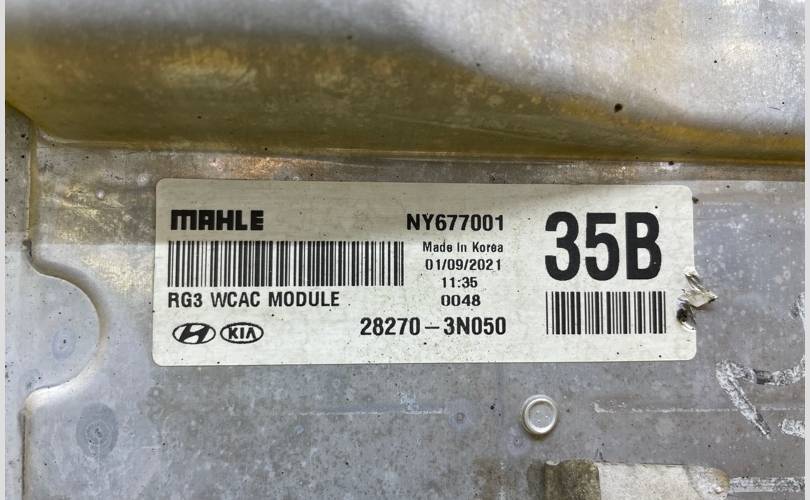 MAHLE
NY677001
35B
Made In Korea
01/09/2021
11:35
0048
RG3 WCAC MODULE
KIA
28270-3N050